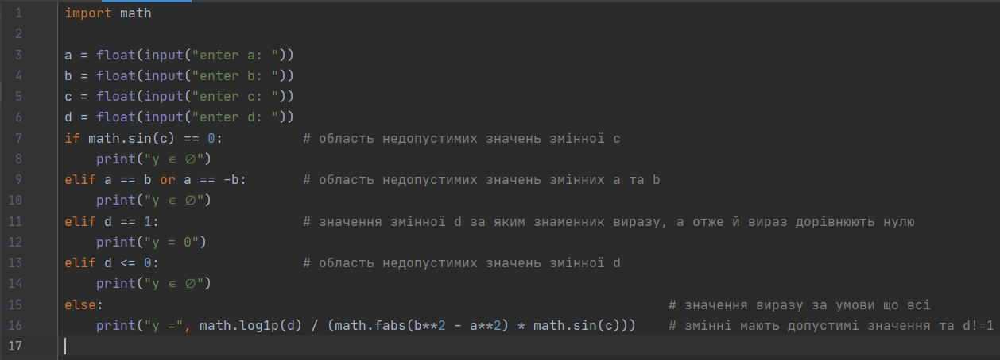 1 import math
2
3 a = float(input("enter a: "))
4 b = float(input("enter b: "))
5 c = float(input("enter c: "))
6 d = float(input("enter d: "))
7 if math.sin(c) == 0: # область недопустимих значень змінної c
8 print("y ∈ ∅")
9 elif a == b or a == -b: # область недопустимих значень змінних a та b
10 print("y ∈ ∅")
11 elif d == 1: # значення змінної d за яким знаменник виразу, а отже й вираз дорівнюють нулю
12 print("y = 0")
13 elif d <= 0: # область недопустимих значень змінної d
14 print("y ∈ ∅")
15 else: # значення виразу за умови що всі
16 print("y =", math.log1p(d) / (math.fabs(b**2 - a**2) * math.sin(c))) # змінні мають допустимі значення та d!=1
17